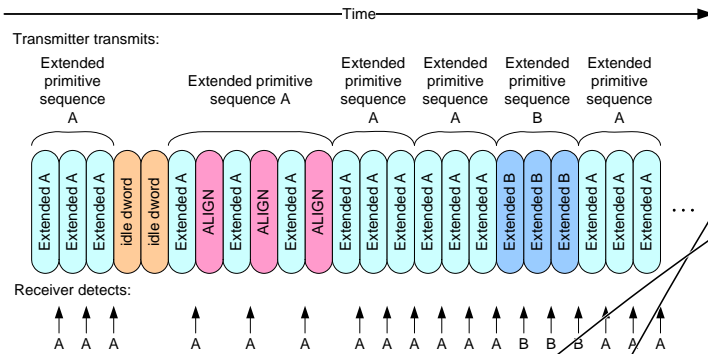 Time
Transmitter transmits:
Extended
primitive
sequence
A
Extended primitive
sequence A
Extended
primitive
sequence
A
Extended
primitive
sequence
A
Extended
primitive
sequence
B
Extended
primitive
sequence
A
Extended A
Extended A
Extended A
idle dword
idle dword
Extended A
ALIGN
Extended A
ALIGN
Extended A
ALIGN
Extended A
Extended A
Extended A
Extended A
Extended A
Extended A
Extended B
Extended B
Extended B
Extended A
Extended A
Extended A
...
Receiver detects:
A A A A A A A A A A A A B B B A A A